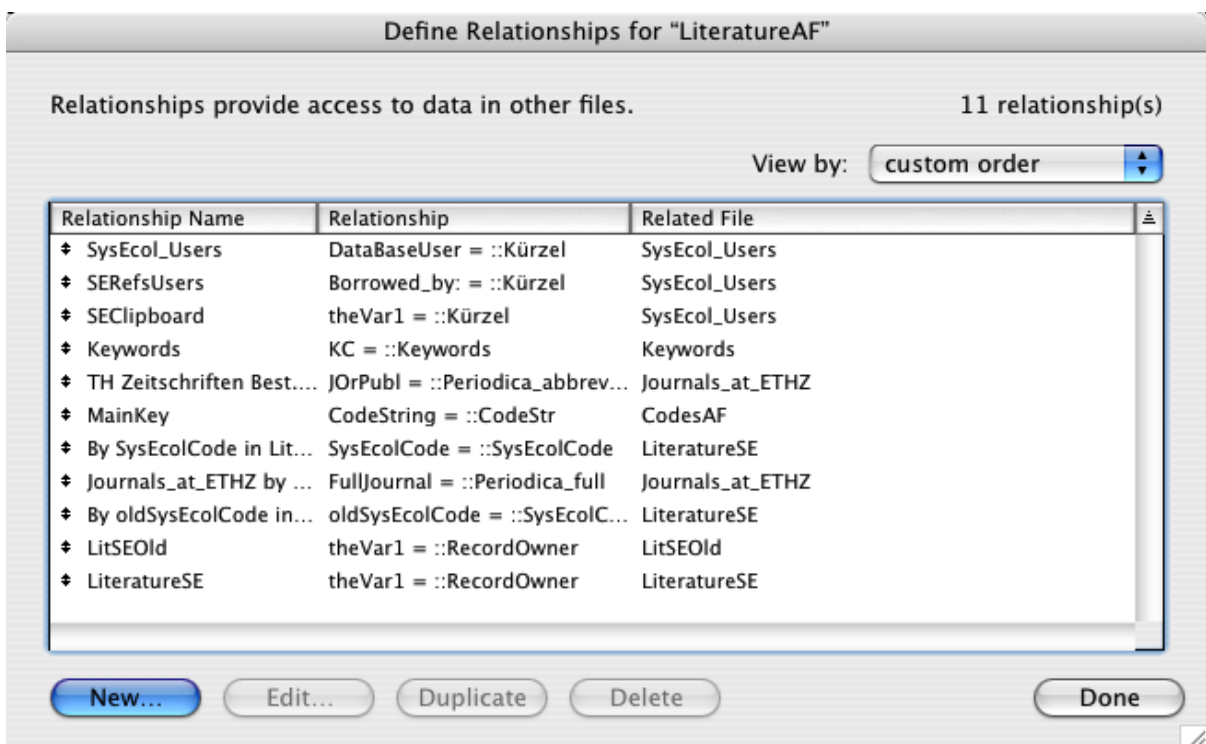 Define Relationships for “LiteratureAF”
Relationships provide access to data in other files. 11 relationship(s)
View by: custom order
Relationship Name Relationship Related File
SysEcol_Users DataBaseUser = ::Kürzel SysEcol_Users
SERefsUsers Borrowed_by: = ::Kürzel SysEcol_Users
SEClipboard theVar1 = ::Kürzel SysEcol_Users
Keywords KC = ::Keywords Keywords
TH Zeitschriften Best.... JOrPubl = ::Periodica_abbrev... Journals_at_ETHZ
MainKey CodeString = ::CodeStr CodesAF
By SysEcolCode in Lit... SysEcolCode = ::SysEcolCode LiteratureSE
Journals_at_ETHZ by ... FullJournal = ::Periodica_full Journals_at_ETHZ
By oldSysEcolCode in... oldSysEcolCode = ::SysEcolC... LiteratureSE
LitSEOld theVar1 = ::RecordOwner LitSEOld
LiteratureSE theVar1 = ::RecordOwner LiteratureSE
New... Edit... Duplicate Delete Done